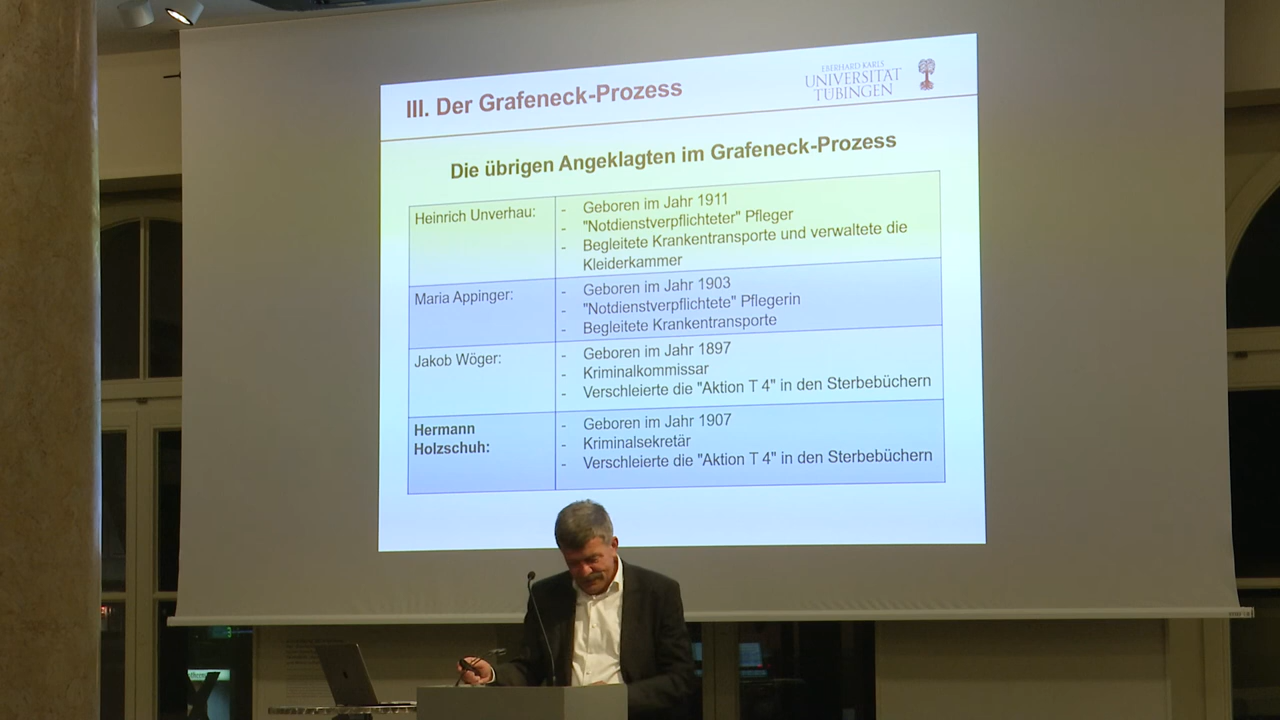 III. Der Grafeneck-Prozess
EBERHARD KARLS
UNIVERSITÄT
TÜBINGEN
Die übrigen Angeklagten im Grafeneck-Prozess
Heinrich Unverhau:
- Geboren im Jahr 1911
- "Notdienstverpflichteter" Pfleger
- Begleitete Krankentransporte und verwaltete die
Kleiderkammer
Maria Appinger:
- Geboren im Jahr 1903
- "Notdienstverpflichtete" Pflegerin
- Begleitete Krankentransporte
Jakob Wöger:
- Geboren im Jahr 1897
- Kriminalkommissar
- Verschleierte die "Aktion T 4" in den Sterbebüchern
Hermann
Holzschuh:
- Geboren im Jahr 1907
- Kriminalsekretär
- Verschleierte die "Aktion T 4" in den Sterbebüchern